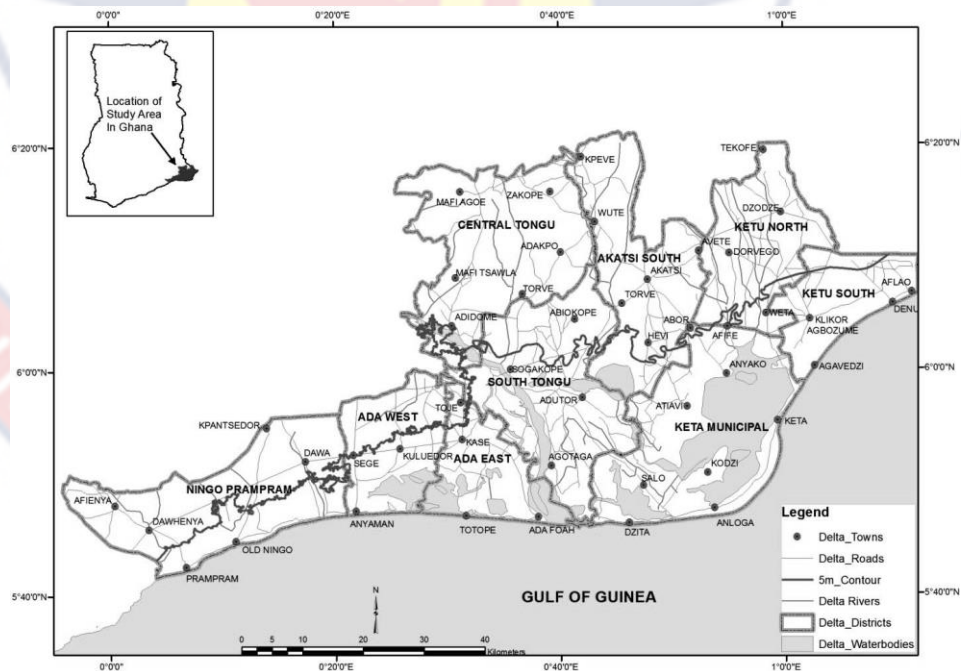 0°0'0"
0°20'0"E
0°40'0"E
1°0'0"E
Location of
Study Area
In Ghana
6°20'0"N
6°20'0"N
TEKOFE
KPEVE
MAFI AGOE
ZAKOPE
DZODZE
WUTE
CENTRAL TONGU
KETU NORTH
AVETE
ADAKPO
DORVEGO
AKATSI SOUTH
MAFI TSAWLA
AKATSI
AFLAO
TORVE
TORVE
KETU SOUTH
DENU
ADIDOME
ABIOKOPE
WETA
KLIKOR
ABOR
AGBOZUME
AFIFE
HEVI
6°0'0"N
6°0'0"N
SOGAKOPE
ANYAKO
AGAVEDZI
SOUTH TONGU
ADUTOR
TOJE
ATIAVI
ADA WEST
KETA
KPANTSEDOR
KETA MUNICIPAL
KASE
DAWA
KULUEDOR
SEGE
ADA EAST
AGOTAGA
KODZI
SALO
NINGO PRAMPRAM
AFIENYA
DAWHENYA
ANYAMAN
TOTOPE
ADA FOAH
DZITA
ANLOGA
OLD NINGO
PRAMPRAM
Legend
Delta_Towns
Delta_Roads
5m_Contour
Delta Rivers
Delta_Districts
Delta_Waterbodies
5°40'0"N
5°40'0"N
GULF OF GUINEA
N
0 5 10 20 30 40
Kilometers
0°0'0"
0°20'0"E
0°40'0"E
1°0'0"E